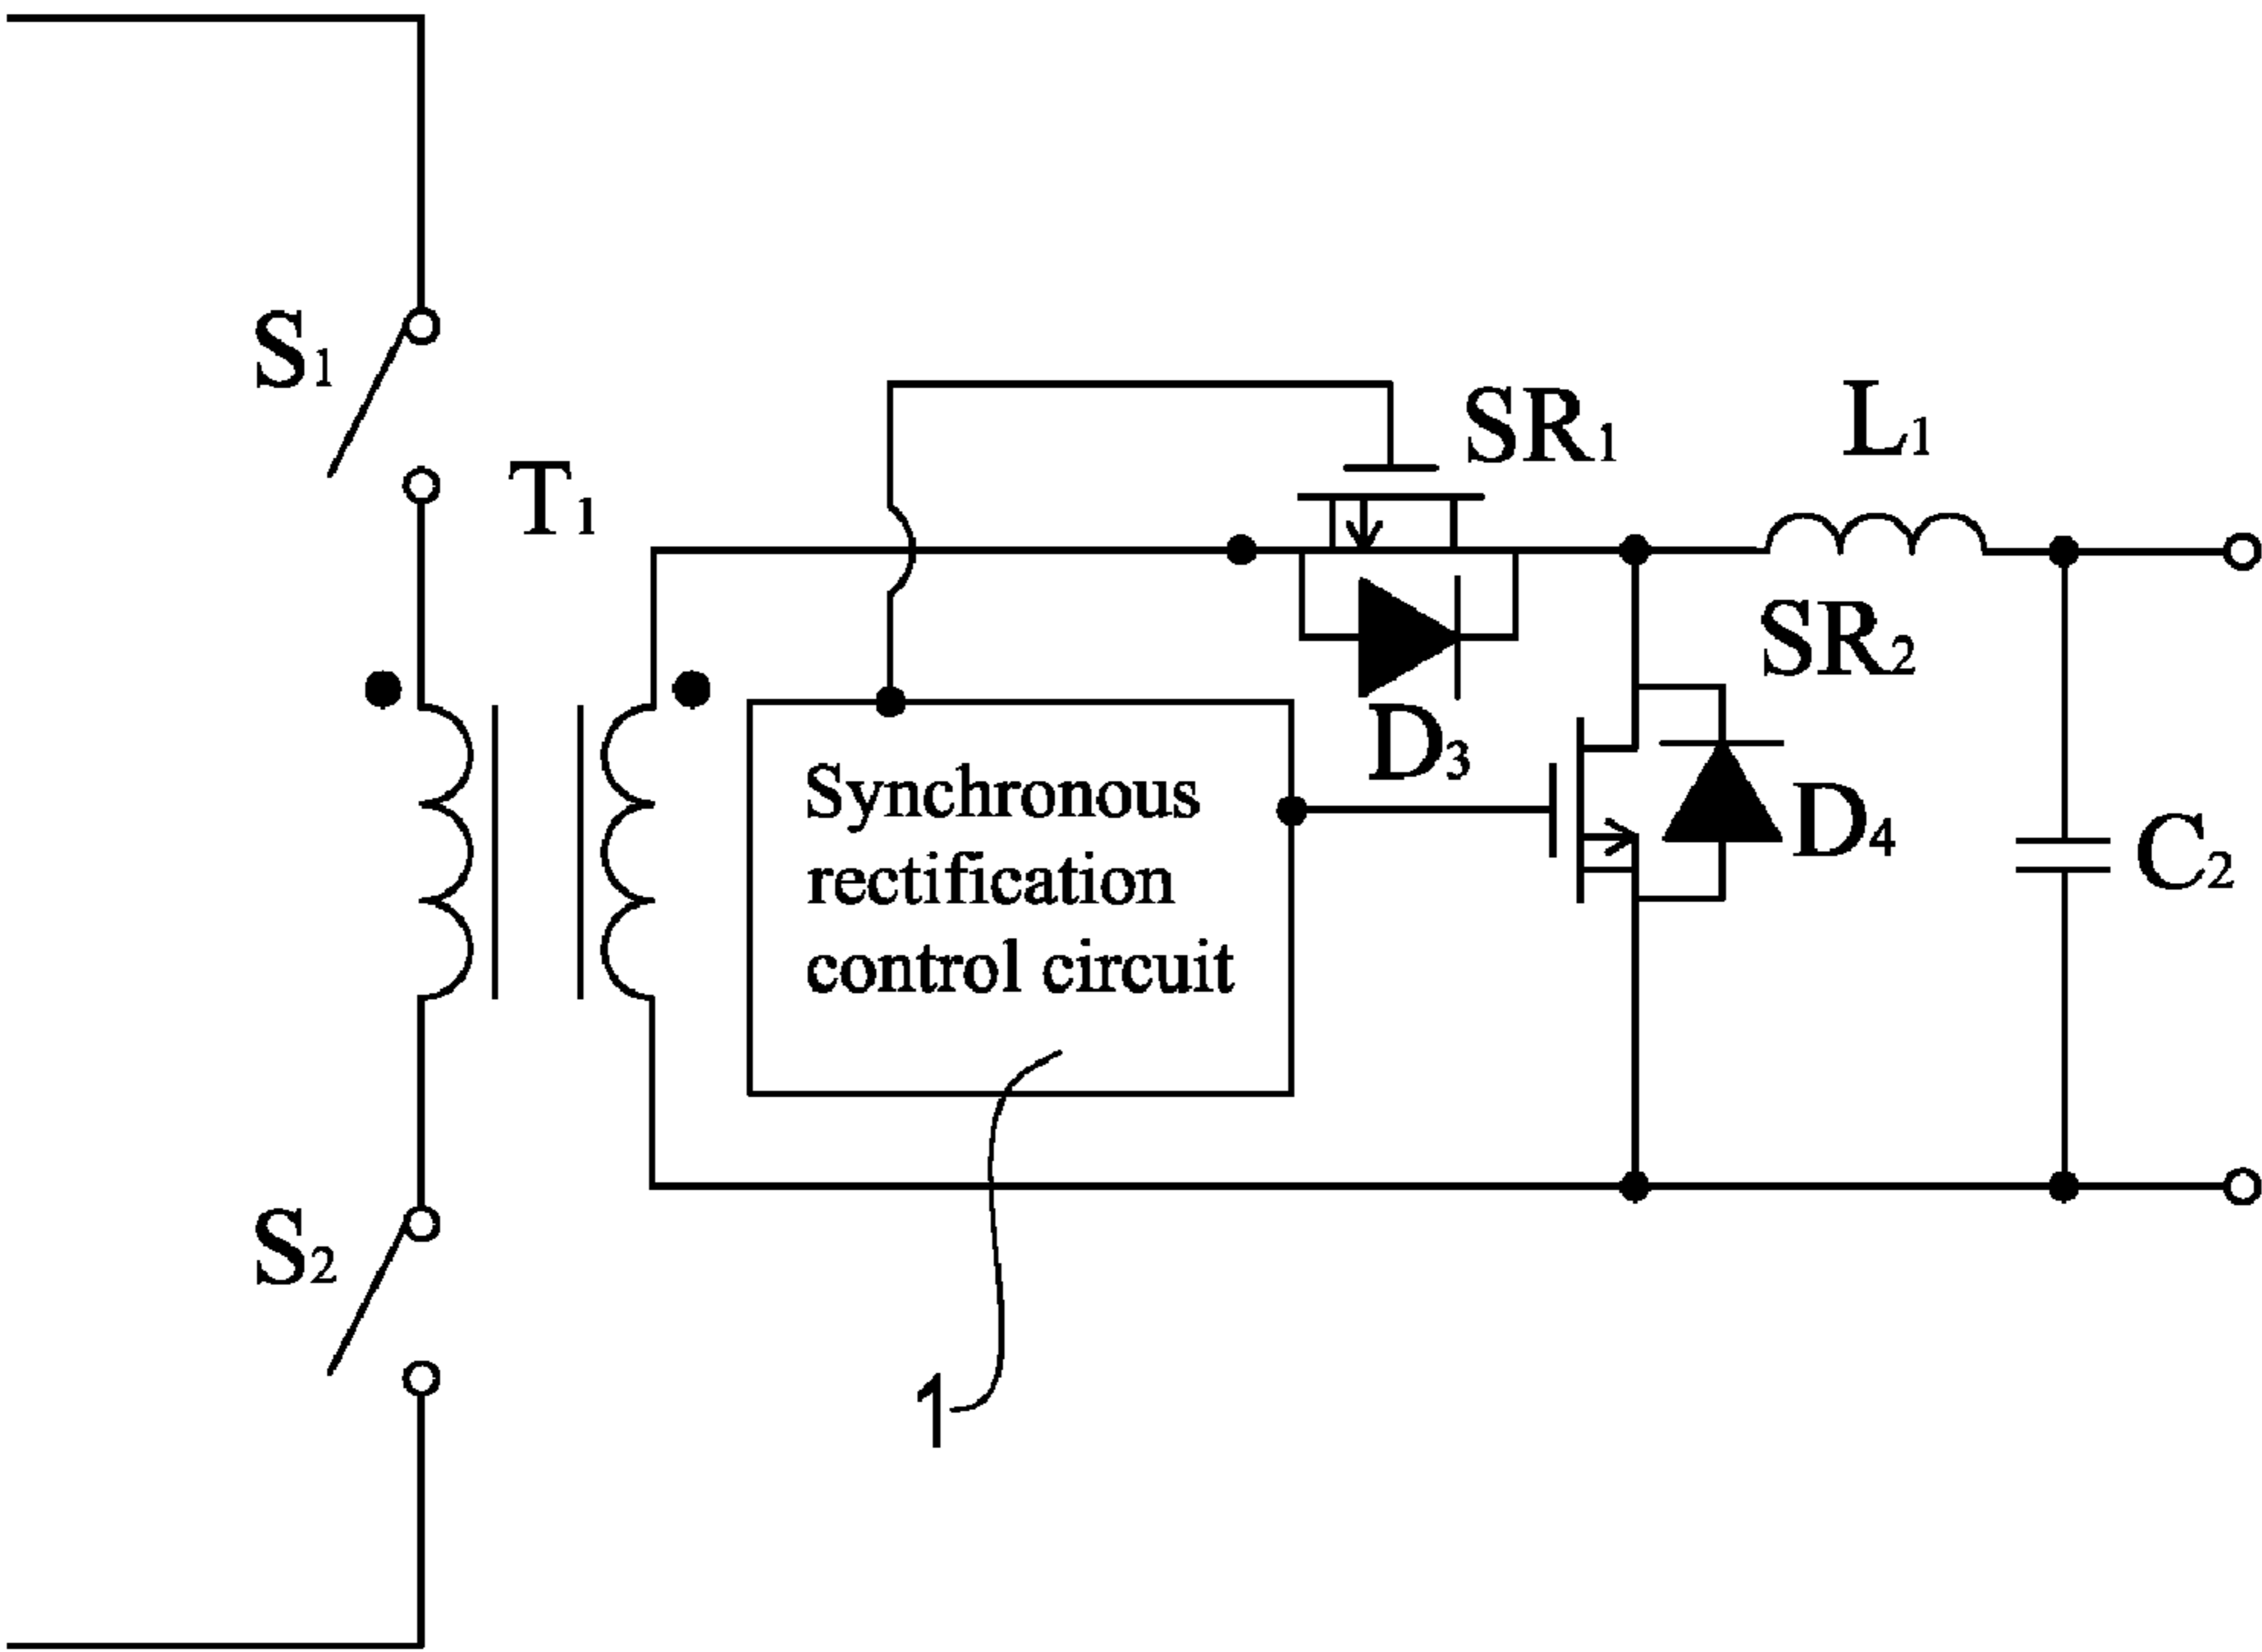 S1
T1
SR1
L1
SR2
D3
Synchronous
rectification
control circuit
D4
C2
S2
1